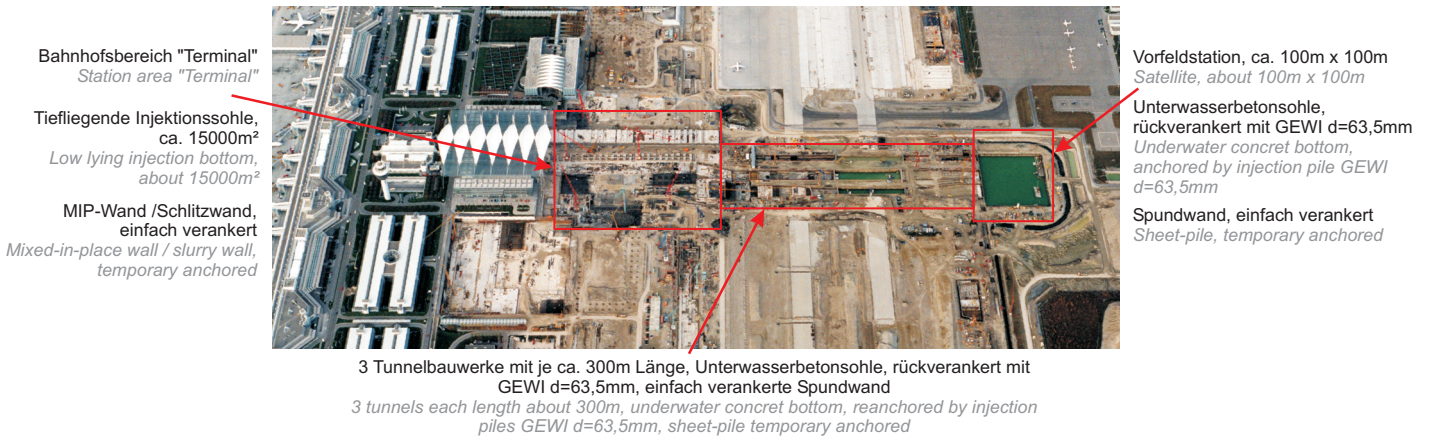 Bahnhofsbereich "Terminal"
Station area "Terminal"
Tiefliegende Injektionssohle,
ca. 15000m²
Low lying injection bottom,
about 15000m²
MIP-Wand /Schlitzwand,
einfach verankert
Mixed-in-place wall / slurry wall,
temporary anchored
Vorfeldstation, ca. 100m x 100m
Satellite, about 100m x 100m
Unterwasserbetonsohle,
rückverankert mit GEWI d=63,5mm
Underwater concret bottom,
anchored by injection pile GEWI
d=63,5mm
Spundwand, einfach verankert
Sheet-pile, temporary anchored
3 Tunnelbauwerke mit je ca. 300m Länge, Unterwasserbetonsohle, rückverankert mit
GEWI d=63,5mm, einfach verankerte Spundwand
3 tunnels each length about 300m, underwater concret bottom, reanchored by injection
piles GEWI d=63,5mm, sheet-pile temporary anchored